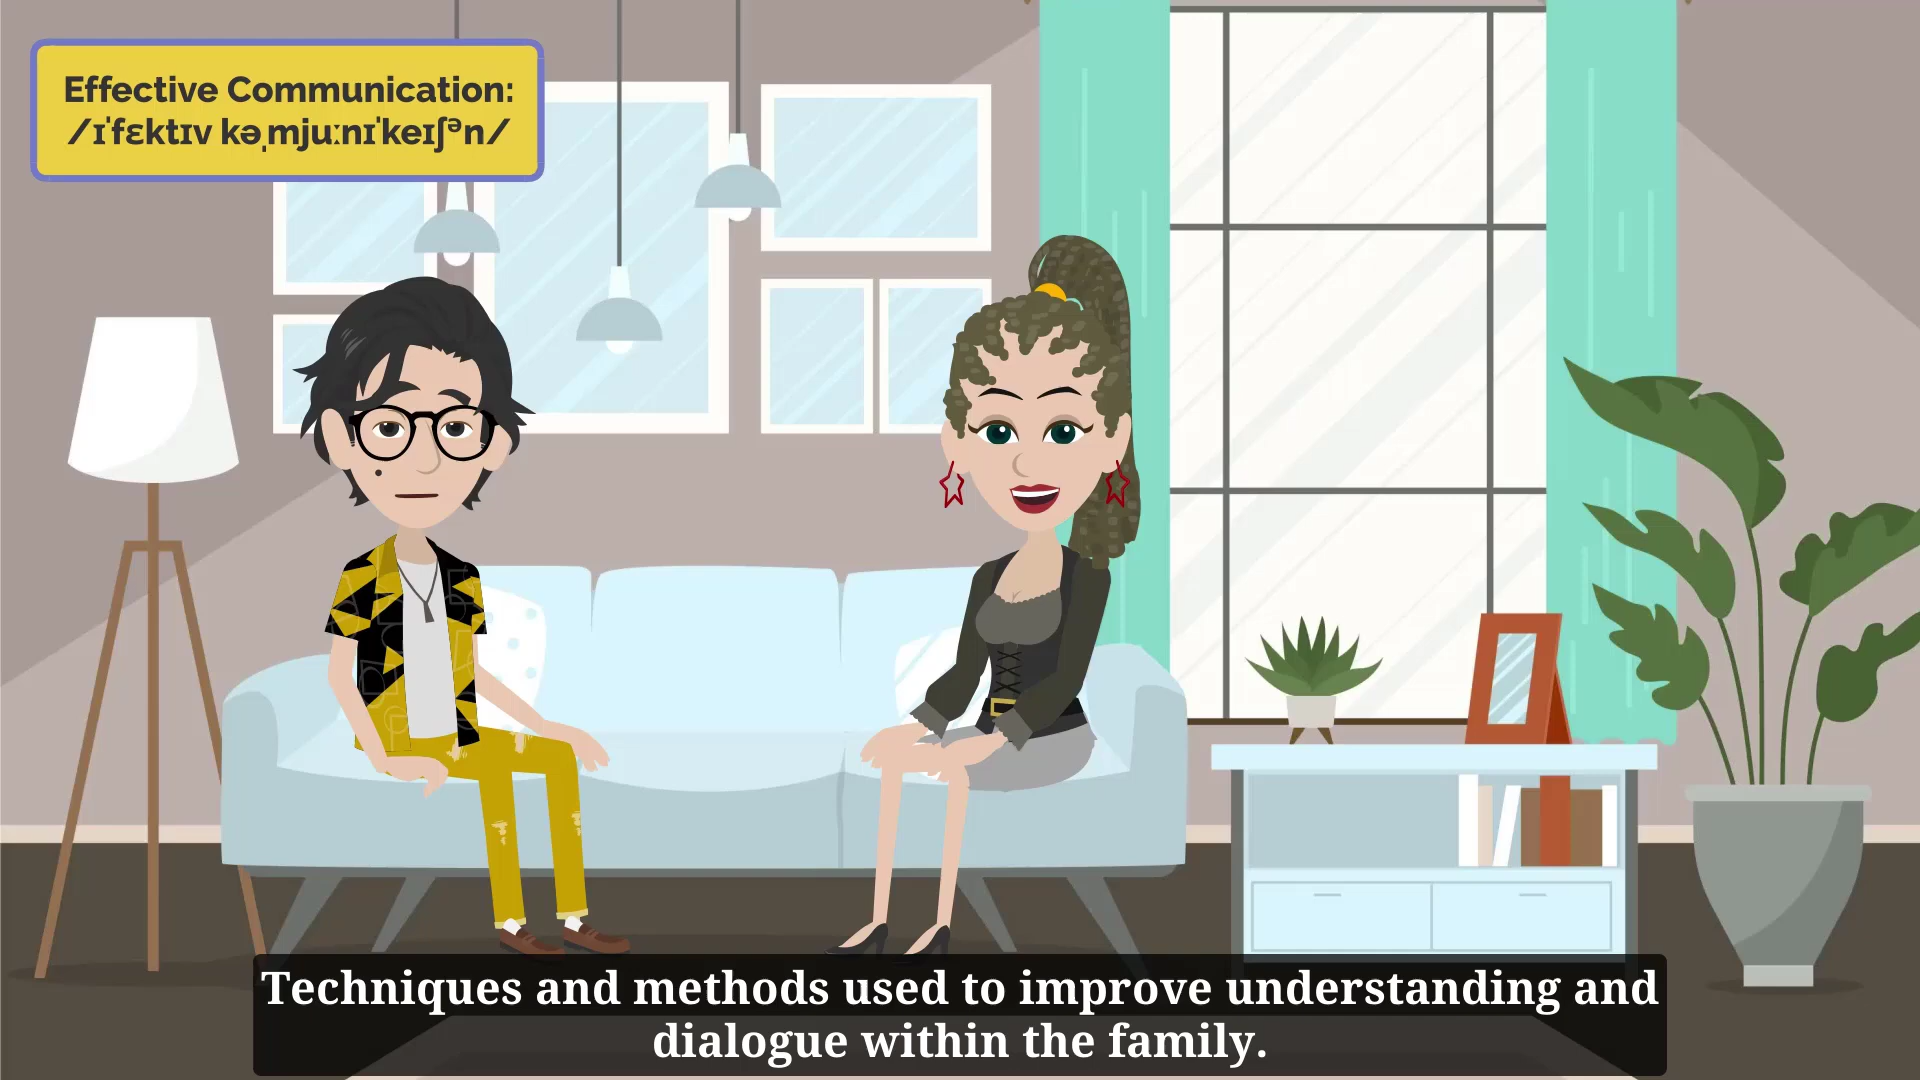 Effective Communication:
/ɪˈfɛktɪv kəˌmjuːnɪˈkeɪʃᵊn/
Techniques and methods used to improve understanding and
dialogue within the family.